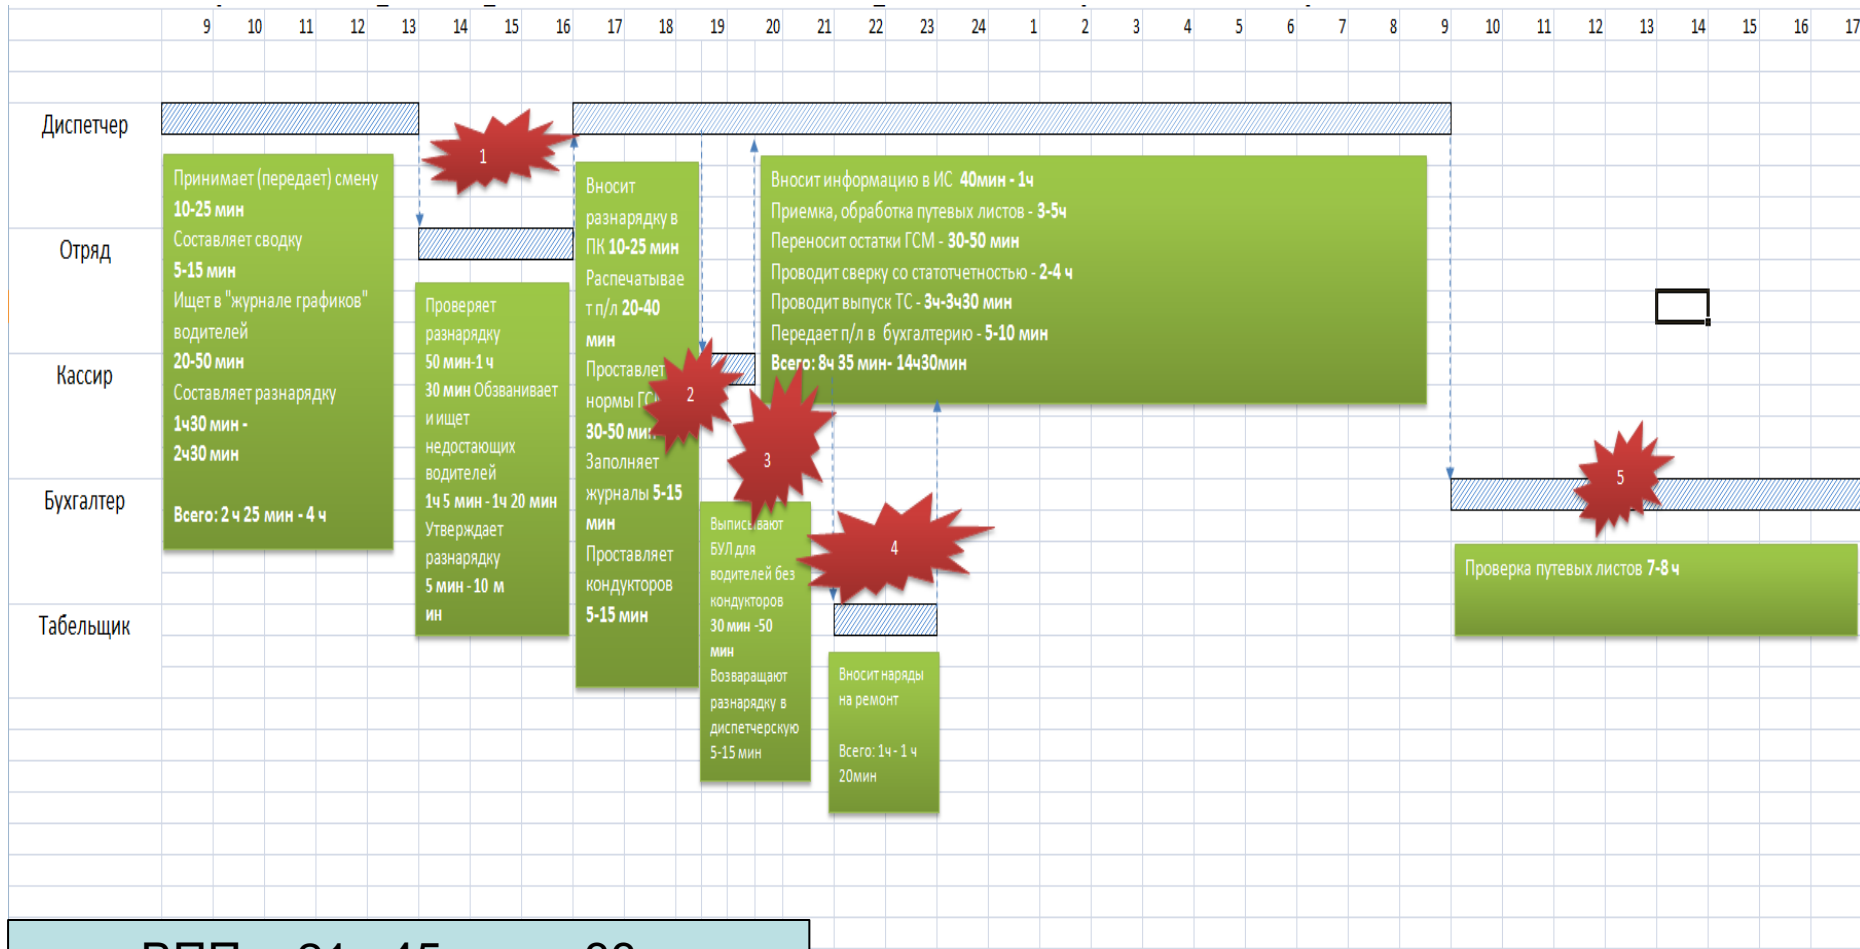 9 10 11 12 13 14 15 16 17 18 19 20 21 22 23 24 1 2 3 4 5 6 7 8 9 10 11 12 13 14 15 16 17
Диспетчер
Отряд
Кассир
Бухгалтер
Табельщик
Принимает (передает) смену
10-25 мин
Составляет сводку
5-15 мин
Ищет в "журнале графиков"
водителей
20-50 мин
Составляет разнарядку
1ч30 мин -
2ч30 мин
Всего: 2 ч 25 мин - 4 ч
1
Проверяет
разнарядку
50 мин-1 ч
30 мин Обзванивает
и ищет
недостающих
водителей
1ч 5 мин - 1ч 20 мин
Утверждает
разнарядку
5 мин - 10 м
ин
Вносит
разнарядку в
ПК 10-25 мин
Распечатывае
т п/л 20-40
мин
Проставлет
нормы
30-50 мин
Заполняет
журналы 5-15
мин
Проставляет
кондукторов
5-15 мин
2
3
Выписывают
БУЛ для
водителей без
кондукторов
30 мин -50
мин
Возваращают
разнарядку в
диспетчерскую
5-15 мин
Вносит информацию в ИС 40мин - 1ч
Приемка, обработка путевых листов - 3-5ч
Переносит остатки ГСМ - 30-50 мин
Проводит сверку со статотчетностью - 2-4 ч
Проводит выпуск ТС - 3ч-3ч30 мин
Передает п/л в бухгалтерию - 5-10 мин
Всего: 8ч 35 мин- 14ч30мин
4
Вносит наряды
на ремонт
Всего: 1ч - 1 ч
20мин
5
Проверка путевых листов 7-8 ч